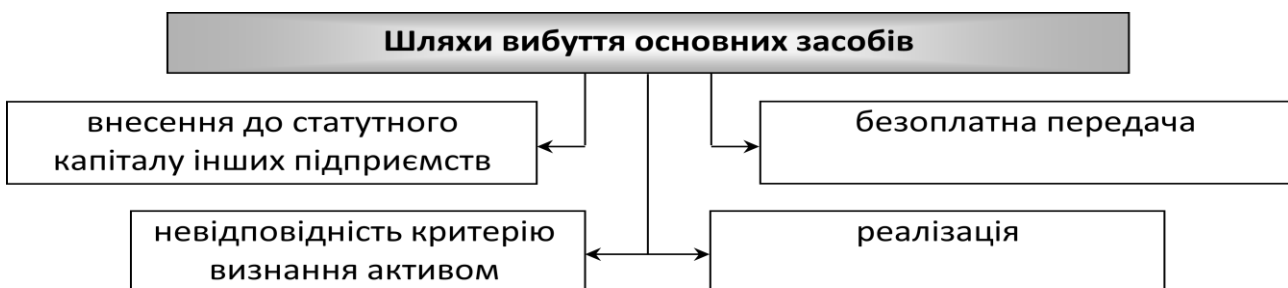 Шляхи вибуття основних засобів
внесення до статутного
капіталу інших підприємств
безоплатна передача
невідповідність критерію
визнання активом
реалізація